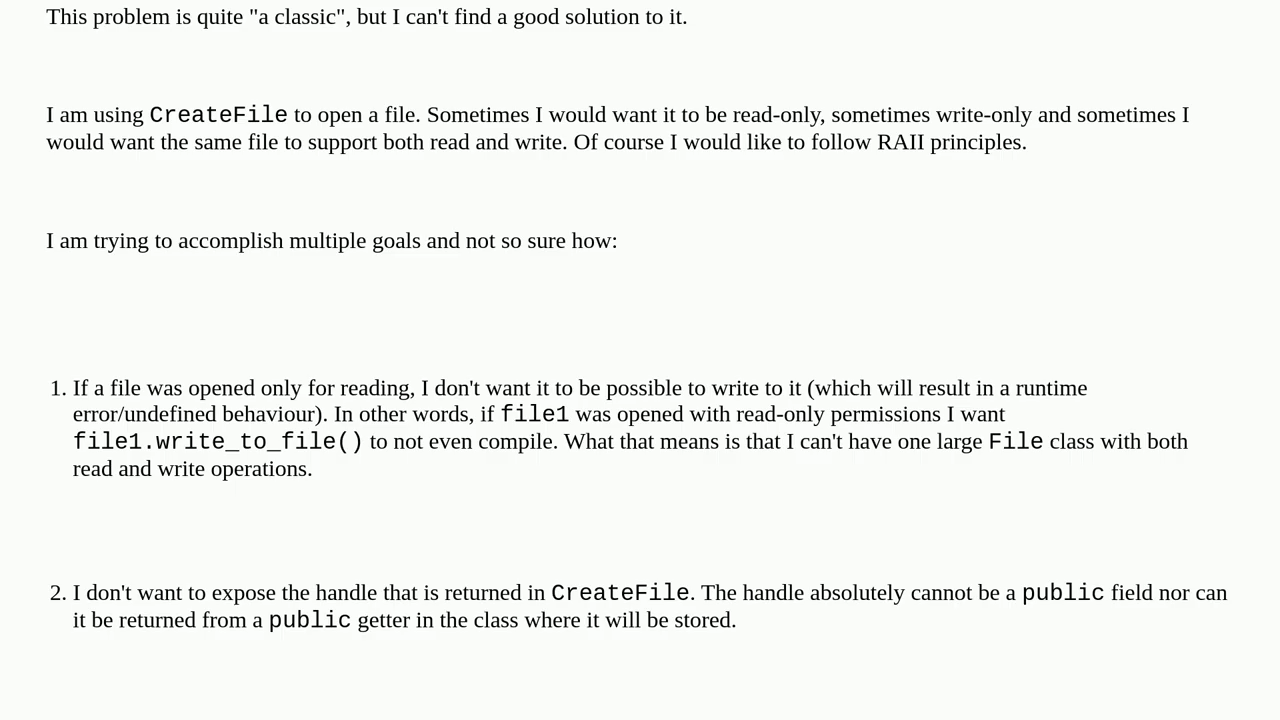 This problem is quite "a classic", but I can't find a good solution to it.
I am using CreateFile to open a file. Sometimes I would want it to be read-only, sometimes write-only and sometimes I
would want the same file to support both read and write. Of course I would like to follow RAII principles.
I am trying to accomplish multiple goals and not so sure how:
1. If a file was opened only for reading, I don't want it to be possible to write to it (which will result in a runtime
error/undefined behaviour). In other words, if file1 was opened with read-only permissions I want
file1.write_to_file() to not even compile. What that means is that I can't have one large File class with both
read and write operations.
2. I don't want to expose the handle that is returned in CreateFile. The handle absolutely cannot be a public field nor can
it be returned from a public getter in the class where it will be stored.